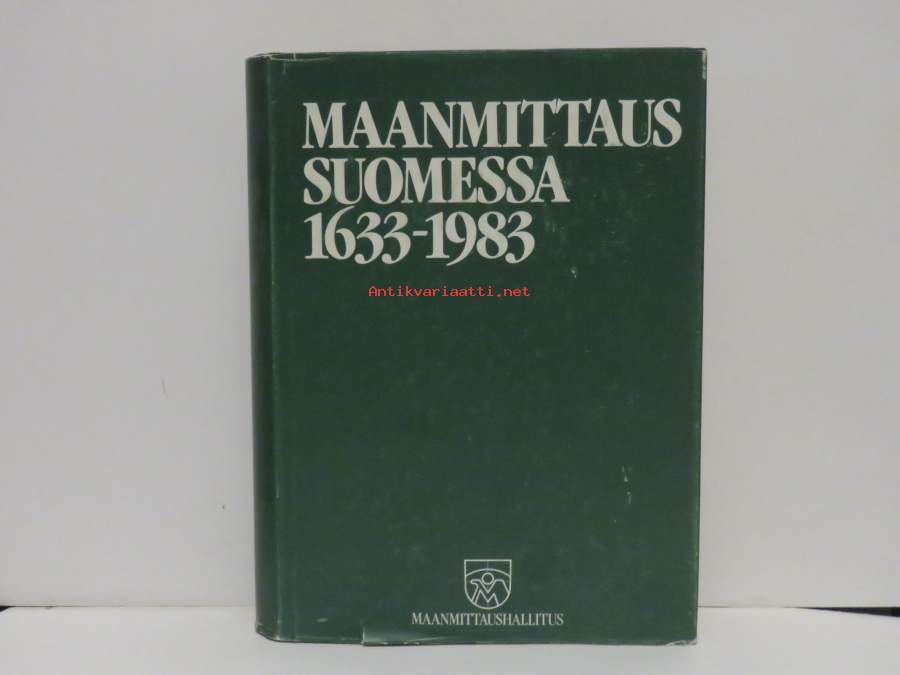 MAANMITTAUS
SUOMESSA
1633-1983
Antikvariaatti.net
MAANMITTAUSHALLITUS